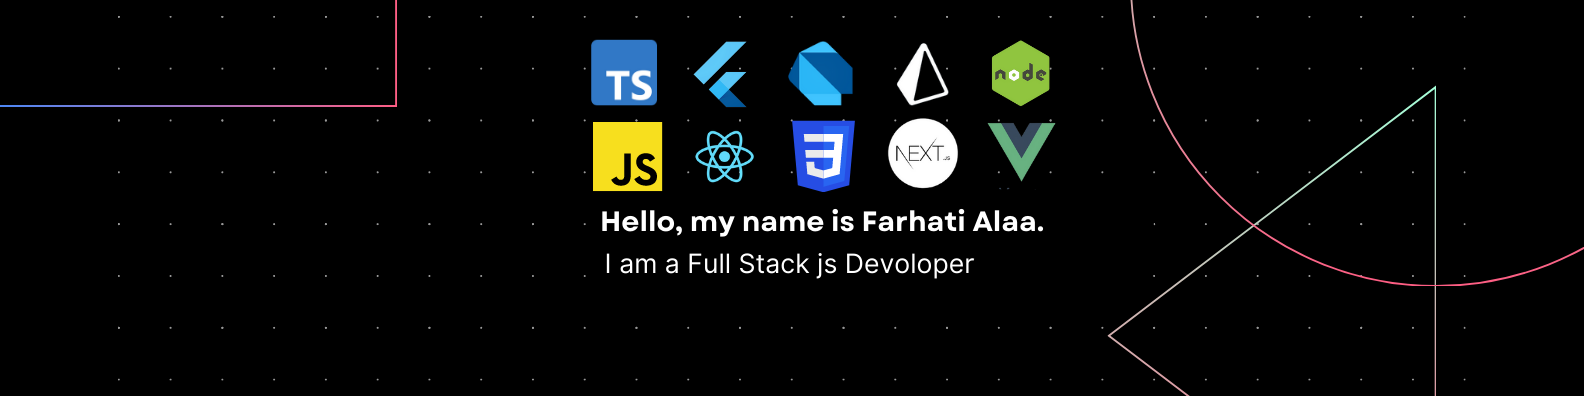 TS
node
JS
NEXT.JS
Hello, my name is Farhati Alaa.
I am a Full Stack js Devoloper